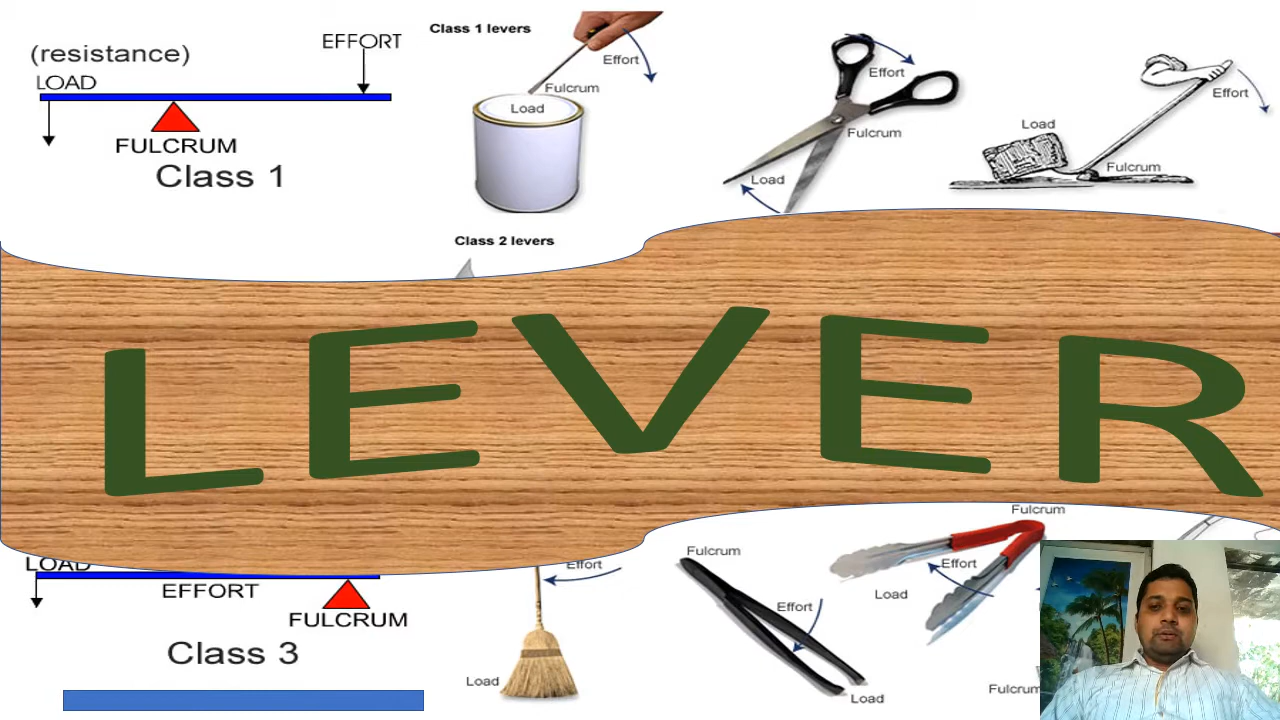 (resistance)
LOAD
EFFORT
FULCRUM
Class 1
Class 1 levers
Effort
Fulcrum
Load
Effort
Fulcrum
Load
Effort
Load
Fulcrum
Class 2 levers
LEVER
LOAD
EFFORT
FULCRUM
Class 3
Effort
Load
Fulcrum
Effort
Load
Fulcrum
Effort
Load
Fulcrum